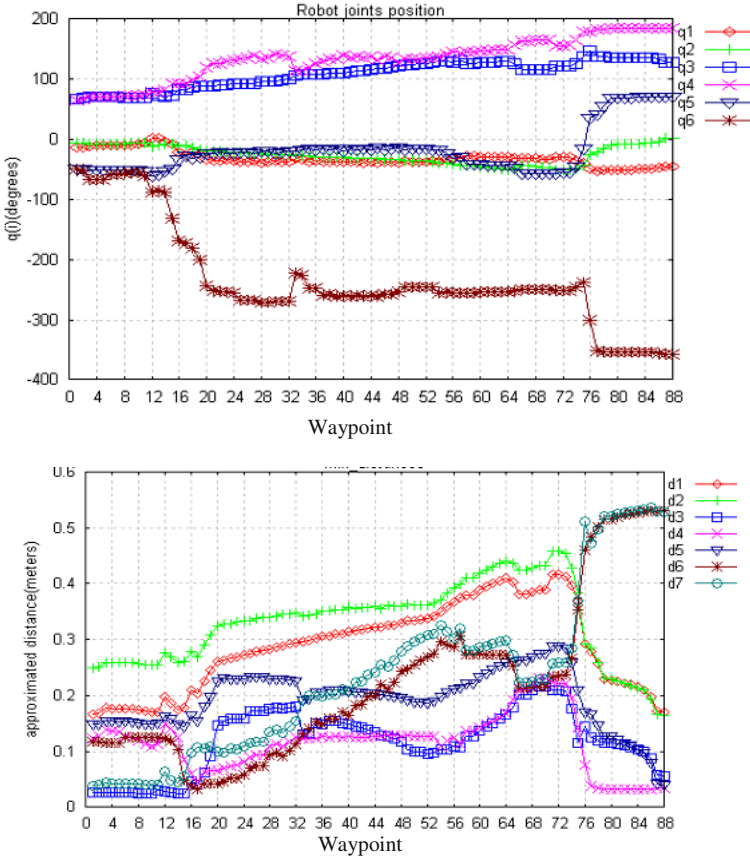 Robot joints position
200
100
0
-100
-200
-300
-400
q(i)(degrees)
0 4 8 12 16 20 24 28 32 36 40 44 48 52 56 60 64 68 72 76 80 84 88
Waypoint
q1
q2
q3
q4
q5
q6
0.6
0.5
0.4
0.3
0.2
0.1
0
approximated distance(meters)
0 4 8 12 16 20 24 28 32 36 40 44 48 52 56 60 64 68 72 76 80 84 88
Waypoint
d1
d2
d3
d4
d5
d6
d7